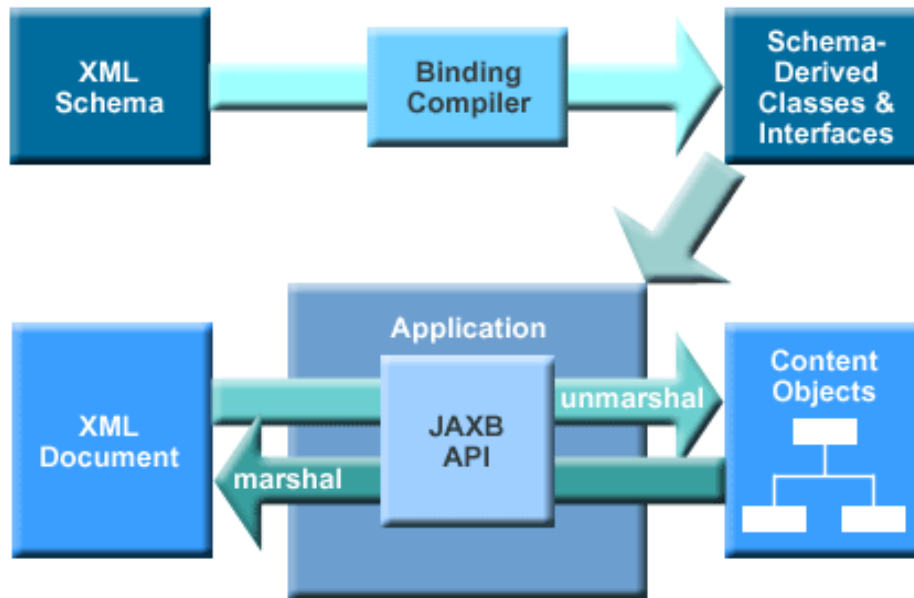 XML
Schema
Binding
Compiler
Schema-
Derived
Classes &
Interfaces
Application
XML
Document
unmarshal
marshal
JAXB
API
Content
Objects